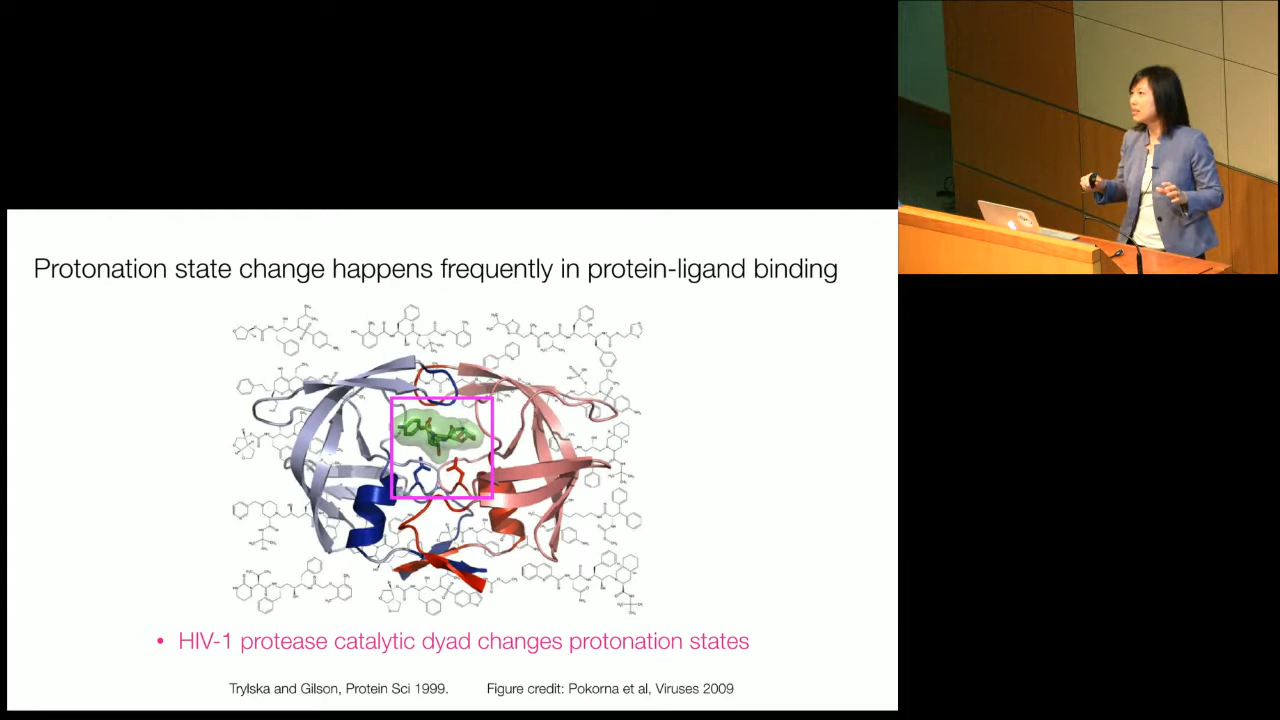 Protonation state change happens frequently in protein-ligand binding
• HIV-1 protease catalytic dyad changes protonation states
Trylska and Gilson, Protein Sci 1999. Figure credit: Pokorna et al, Viruses 2009